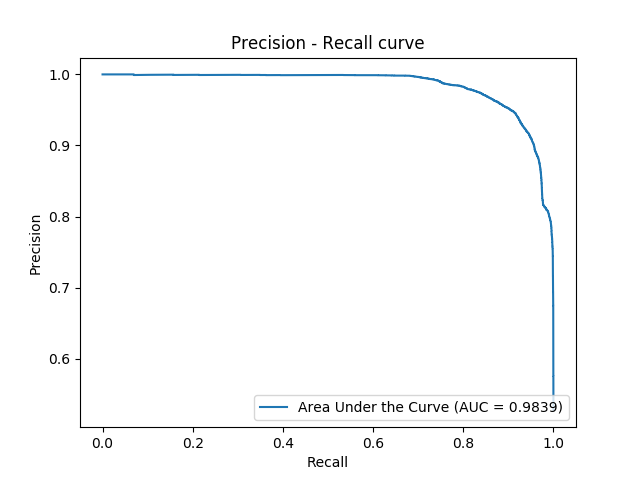 Precision - Recall curve
1.0
0.9
0.8
0.7
0.6
Precision
Area Under the Curve (AUC = 0.9839)
0.0 0.2 0.4 0.6 0.8 1.0
Recall